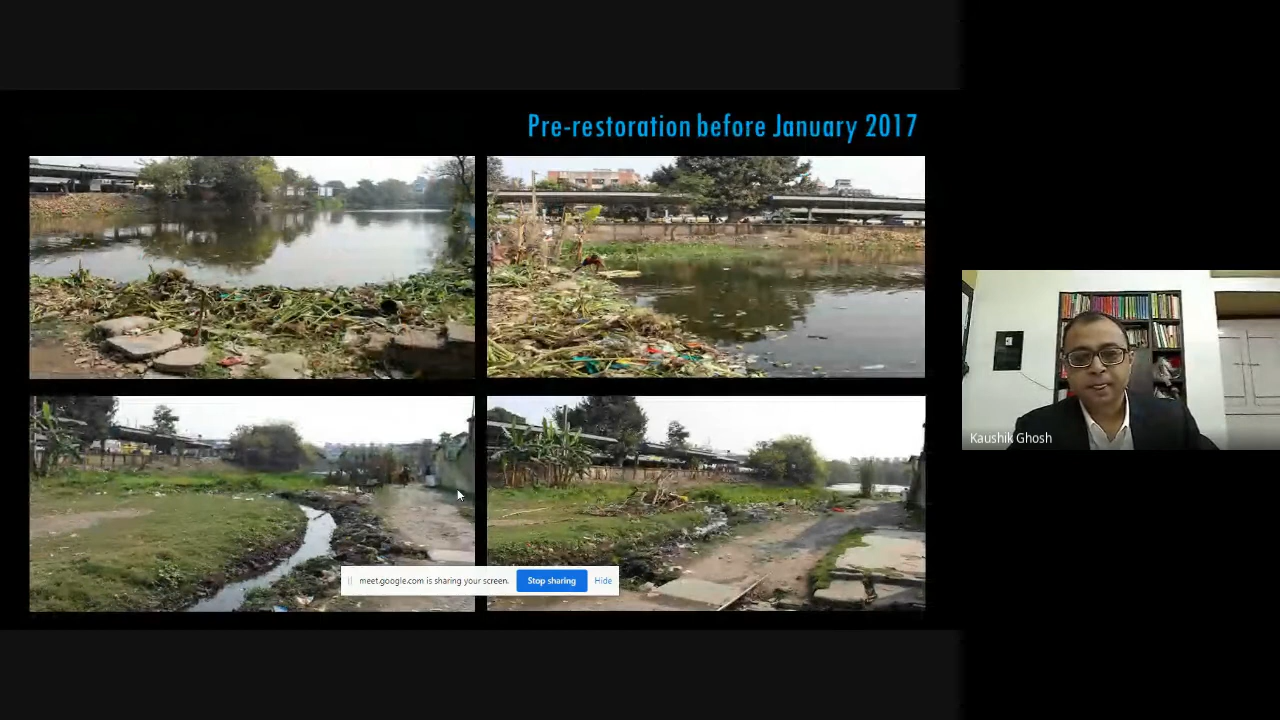 Pre-restoration before January 2017
Kaushik Ghosh
meet.google.com is sharing your screen.
Stop sharing
Hide